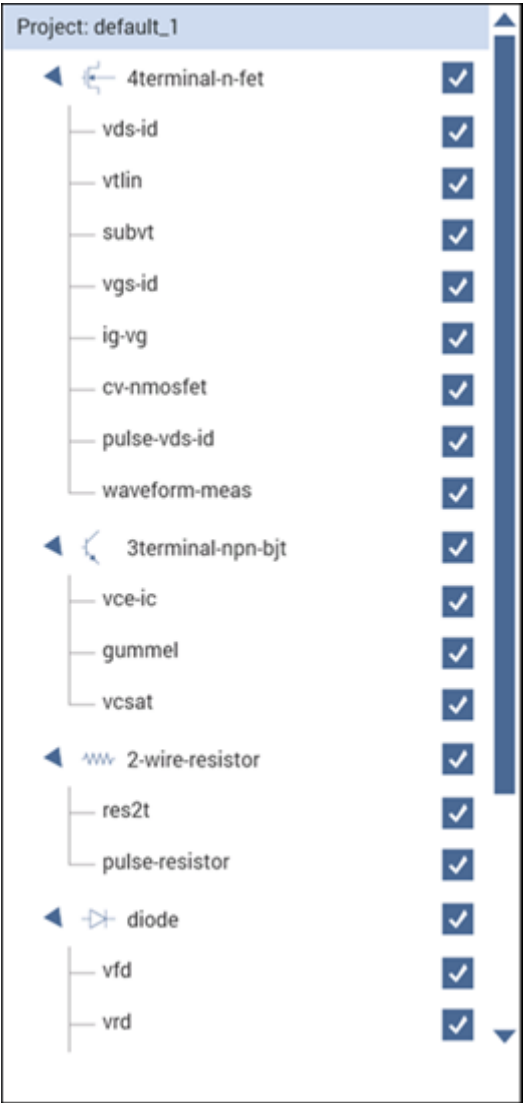 Project: default_1
4terminal-n-fet
vds-id
vtlin
subvt
vgs-id
ig-vg
cv-nmosfet
pulse-vds-id
waveform-meas
3terminal-npn-bjt
vce-ic
gummel
vcsat
2-wire-resistor
res2t
pulse-resistor
diode
vfd
vrd